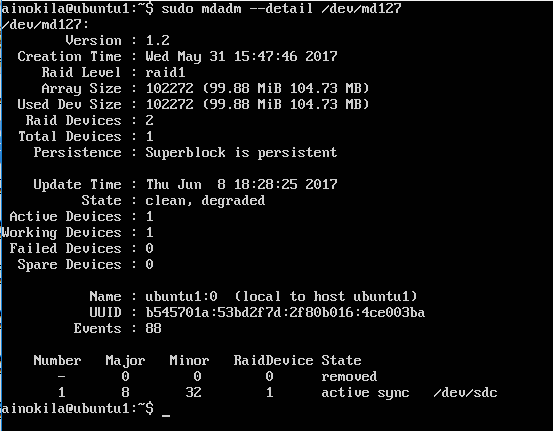 ainokila@ubuntu1:~$ sudo mdadm --detail /dev/md127
/dev/md127:
Version : 1.2
Creation Time : Wed May 31 15:47:46 2017
Raid Level : raid1
Array Size : 102272 (99.88 MiB 104.73 MB)
Used Dev Size : 102272 (99.88 MiB 104.73 MB)
Raid Devices : 2
Total Devices : 1
Persistence : Superblock is persistent
Update Time : Thu Jun  8 18:28:25 2017
State : clean, degraded
Active Devices : 1
Working Devices : 1
Failed Devices : 0
Spare Devices : 0
Name : ubuntu1:0  (local to host ubuntu1)
UUID : b545701a:53bd2f7d:2f80b016:4ce003ba
Events : 88
Number   Major   Minor   RaidDevice State
-       0        0        0      removed
1       8       32        1      active sync   /dev/sdc
ainokila@ubuntu1:~$ _